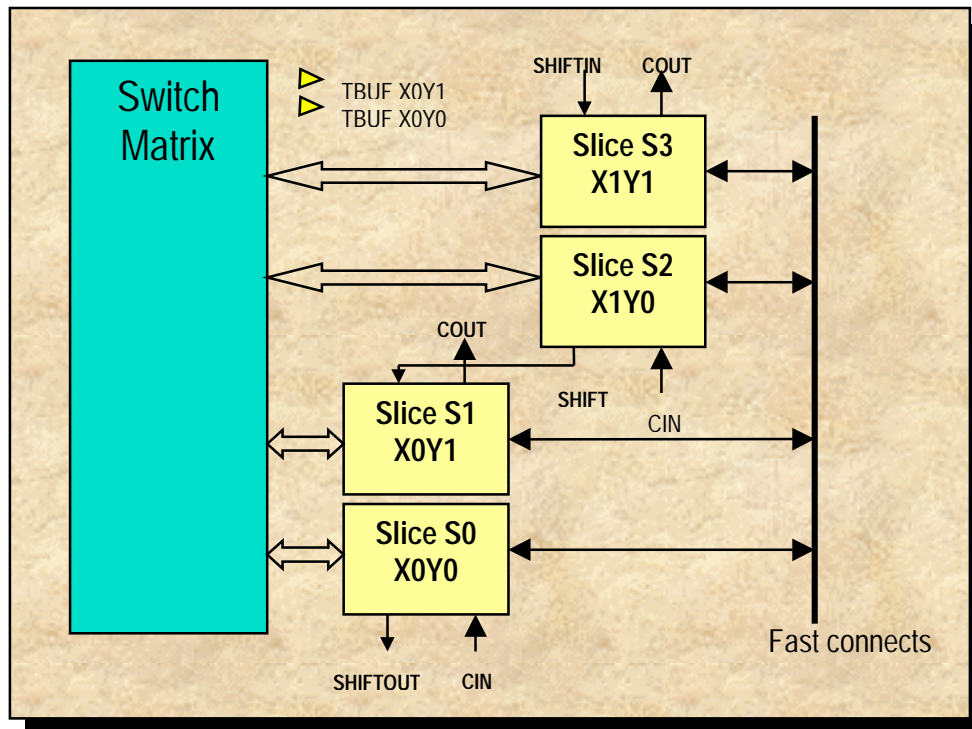 Switch
Matrix
TBUF X0Y1
TBUF X0Y0
SHIFTIN
COUT
Slice S3
X1Y1
Slice S2
X1Y0
COUT
SHIFT
CIN
Slice S1
X0Y1
Slice S0
X0Y0
Fast connects
SHIFTOUT
CIN